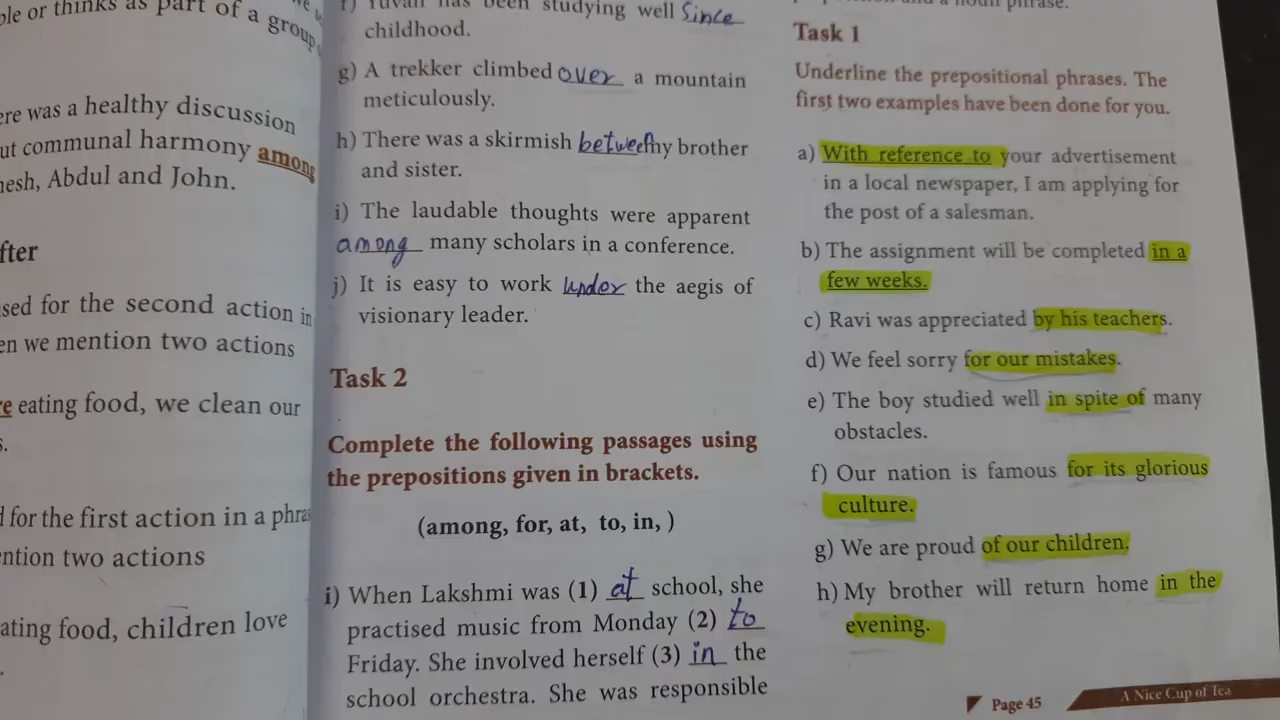 ole or thinks as part of a group
ere was a healthy discussion
ut communal harmony among
nesh, Abdul and John.
fter
sed for the second action in
en we mention two actions
re eating food, we clean our
s.
d for the first action in a phra
ntion two actions
ating food, children love
f) Yuvan has been studying well since
childhood.
g) A trekker climbed over a mountain
meticulously.
h) There was a skirmish between my brother
and sister.
i) The laudable thoughts were apparent
among many scholars in a conference.
j) It is easy to work under the aegis of
visionary leader.
Task 2
Complete the following passages using
the prepositions given in brackets.
(among, for, at, to, in, )
i) When Lakshmi was (1) at school, she
practised music from Monday (2) to
Friday. She involved herself (3) in the
school orchestra. She was responsible
noun phrase.
Task 1
Underline the prepositional phrases. The
first two examples have been done for you.
a) With reference to your advertisement
in a local newspaper, I am applying for
the post of a salesman.
b) The assignment will be completed in a
few weeks.
c) Ravi was appreciated by his teachers.
d) We feel sorry for our mistakes.
e) The boy studied well in spite of many
obstacles.
f) Our nation is famous for its glorious
culture.
g) We are proud of our children.
h) My brother will return home in the
evening.
Page 45
A Nice Cup of Tea